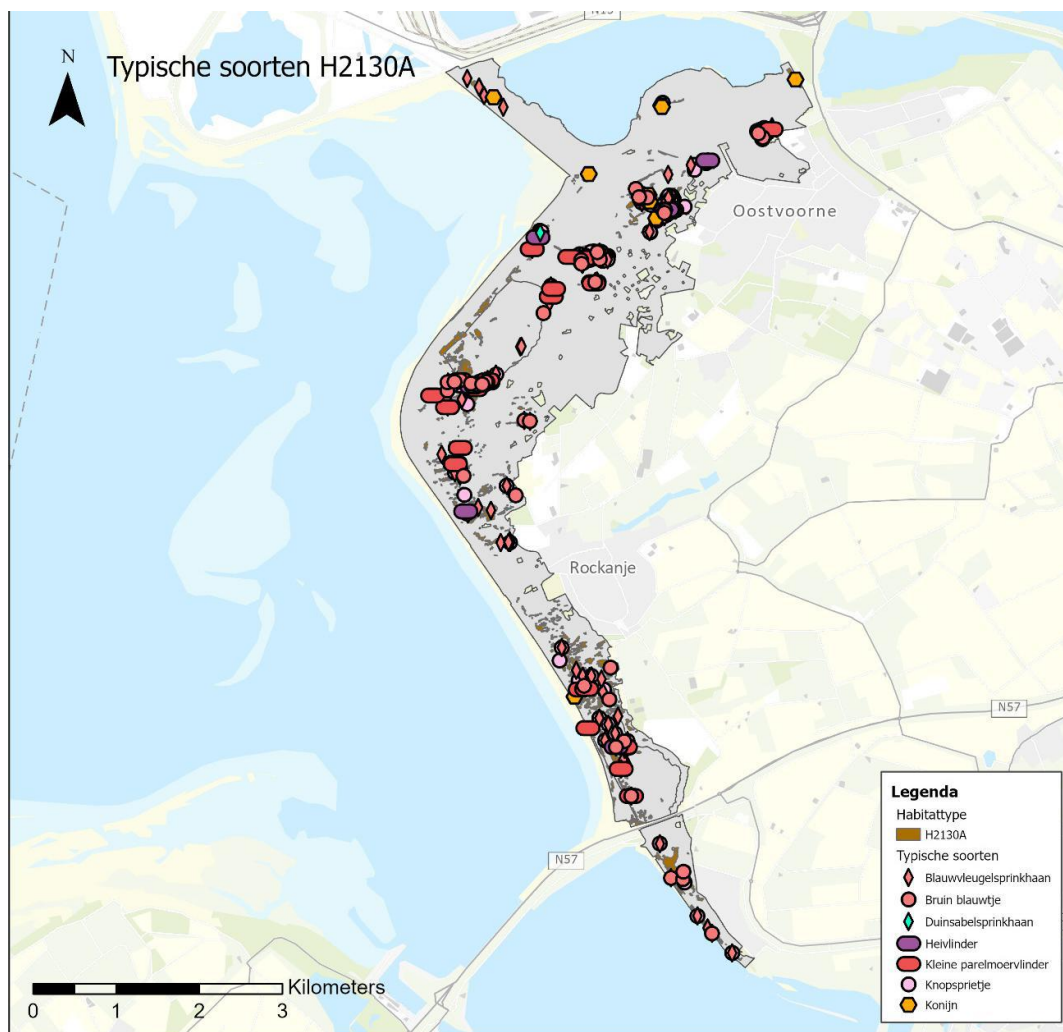 N15
N
Typische soorten H2130A
Oostvoorne
Rockanje
N57
N57
Legenda
Habitattype
H2130A
Typische soorten
Blauwvleugelsprinkhaan
Bruin blauwtje
Duinsabelsprinkhaan
Heivlinder
Kleine parelmoervlinder
Knopsprietje
Konijn
Kilometers
0 1 2 3